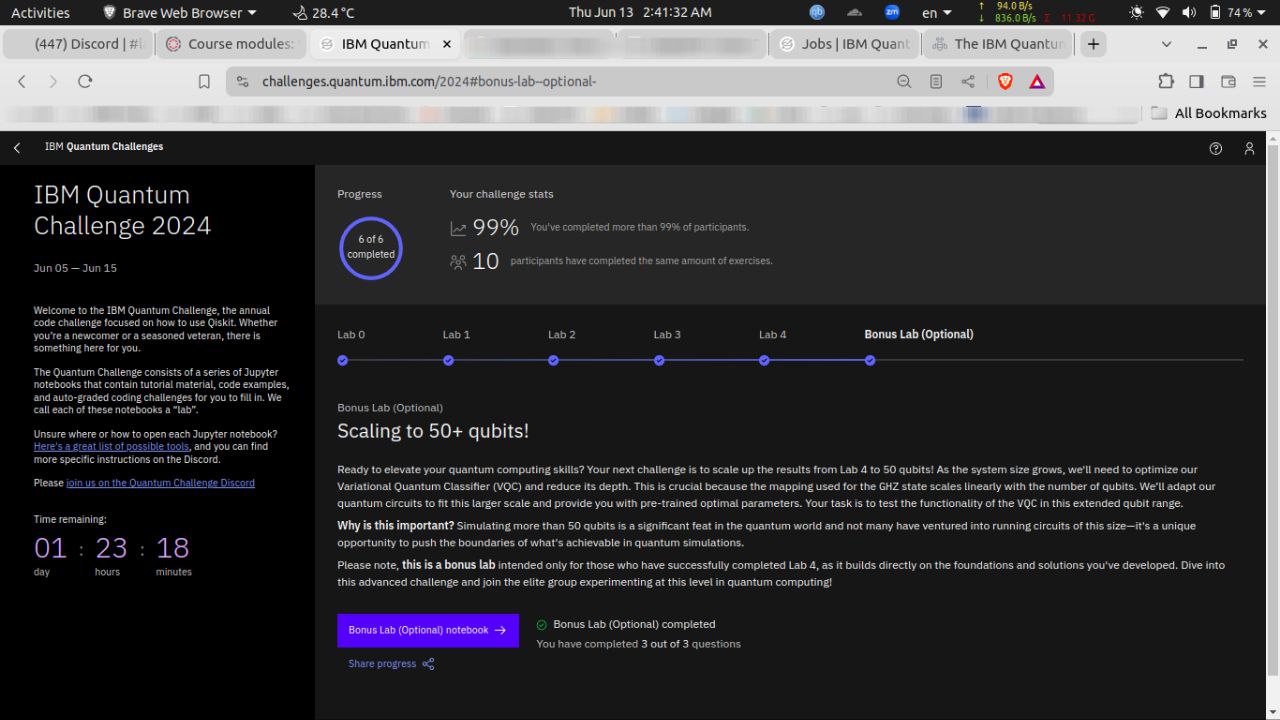 Activities
Brave Web Browser
28.4 °C
Thu Jun 13 2:41:32 AM
qb
zm
en
↑ 94.0 B/s
↓ 836.0 B/s Σ 11.32 G
74 %
(447) Discord | #
Course modules:
IBM Quantum
Jobs | IBM Quant
The IBM Quantum
challenges.quantum.ibm.com/2024#bonus-lab--optional-
All Bookmarks
IBM Quantum Challenges
IBM Quantum
Challenge 2024
Jun 05 — Jun 15
Welcome to the IBM Quantum Challenge, the annual
code challenge focused on how to use Qiskit. Whether
you're a newcomer or a seasoned veteran, there is
something here for you.
The Quantum Challenge consists of a series of Jupyter
notebooks that contain tutorial material, code examples,
and auto-graded coding challenges for you to fill in. We
call each of these notebooks a “lab”.
Unsure where or how to open each Jupyter notebook?
Here's a great list of possible tools, and you can find
more specific instructions on the Discord.
Please join us on the Quantum Challenge Discord
Time remaining:
01 : 23 : 18
day hours minutes
Progress
6 of 6
completed
Your challenge stats
99% You've completed more than 99% of participants.
10 participants have completed the same amount of exercises.
Lab 0 Lab 1 Lab 2 Lab 3 Lab 4 Bonus Lab (Optional)
Bonus Lab (Optional)
Scaling to 50+ qubits!
Ready to elevate your quantum computing skills? Your next challenge is to scale up the results from Lab 4 to 50 qubits! As the system size grows, we'll need to optimize our
Variational Quantum Classifier (VQC) and reduce its depth. This is crucial because the mapping used for the GHZ state scales linearly with the number of qubits. We'll adapt our
quantum circuits to fit this larger scale and provide you with pre-trained optimal parameters. Your task is to test the functionality of the VQC in this extended qubit range.
Why is this important? Simulating more than 50 qubits is a significant feat in the quantum world and not many have ventured into running circuits of this size—it's a unique
opportunity to push the boundaries of what's achievable in quantum simulations.
Please note, this is a bonus lab intended only for those who have successfully completed Lab 4, as it builds directly on the foundations and solutions you've developed. Dive into
this advanced challenge and join the elite group experimenting at this level in quantum computing!
Bonus Lab (Optional) notebook →
Bonus Lab (Optional) completed
You have completed 3 out of 3 questions
Share progress